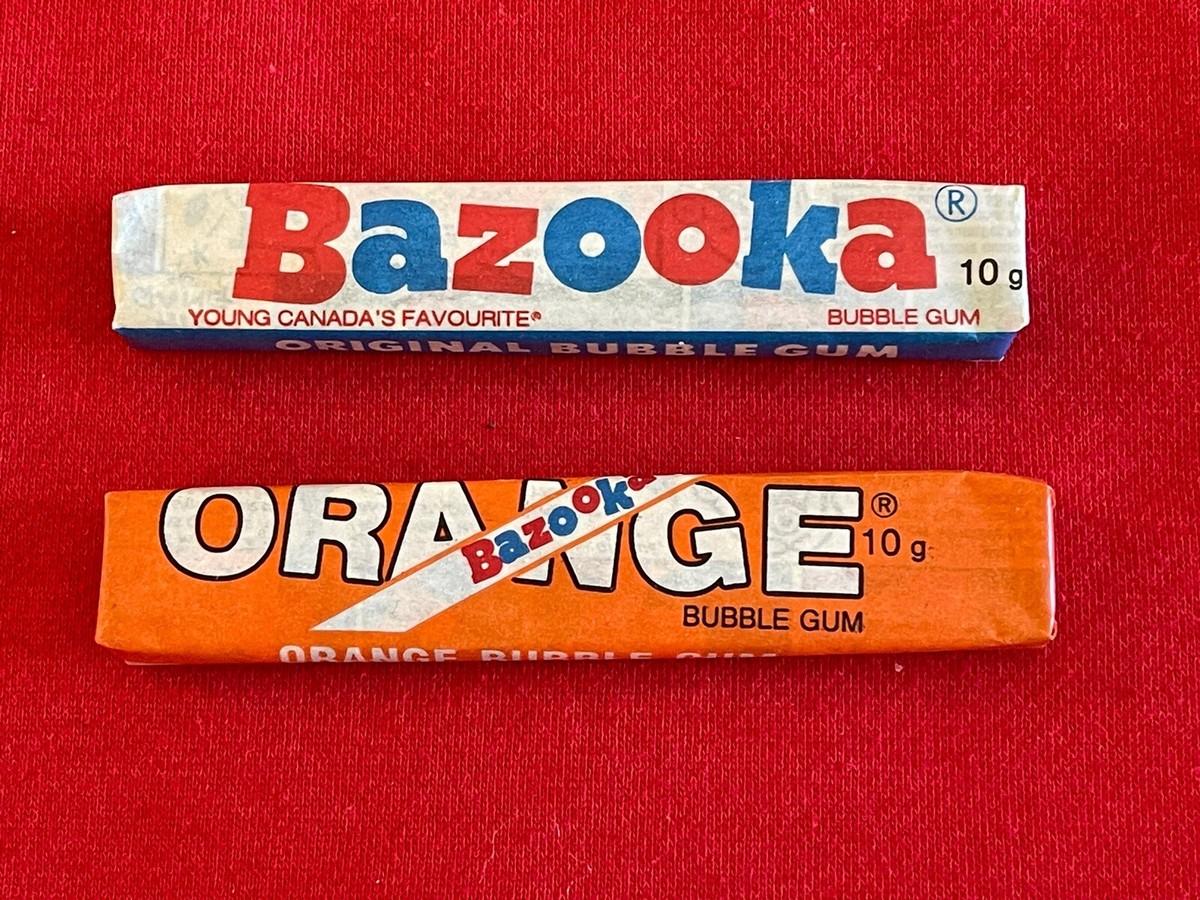 Bazooka®
10 g
YOUNG CANADA'S FAVOURITE®
BUBBLE GUM
ORIGINAL BUBBLE GUM
ORANGE®
Bazooka
10 g
BUBBLE GUM
ORANGE BUBBLE GUM